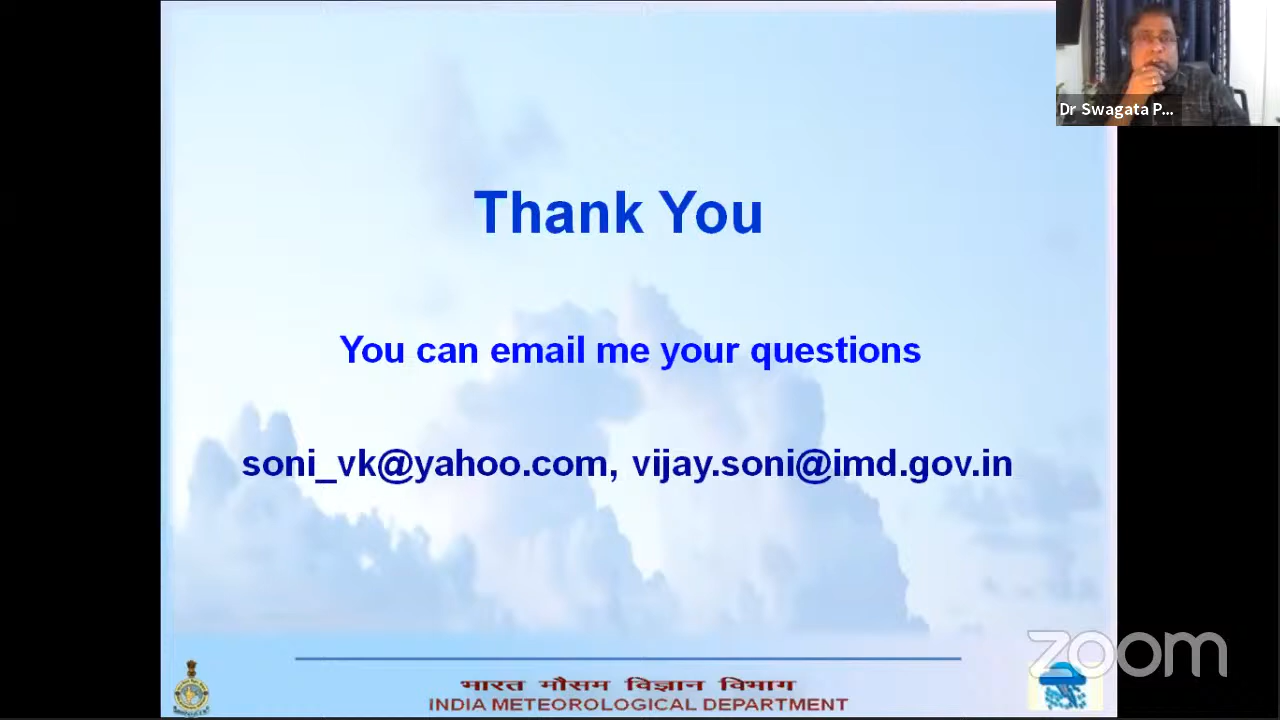 Dr Swagata P...
Thank You
You can email me your questions
soni_vk@yahoo.com, vijay.soni@imd.gov.in
zoom
भारत मौसम विज्ञान विभाग
INDIA METEOROLOGICAL DEPARTMENT